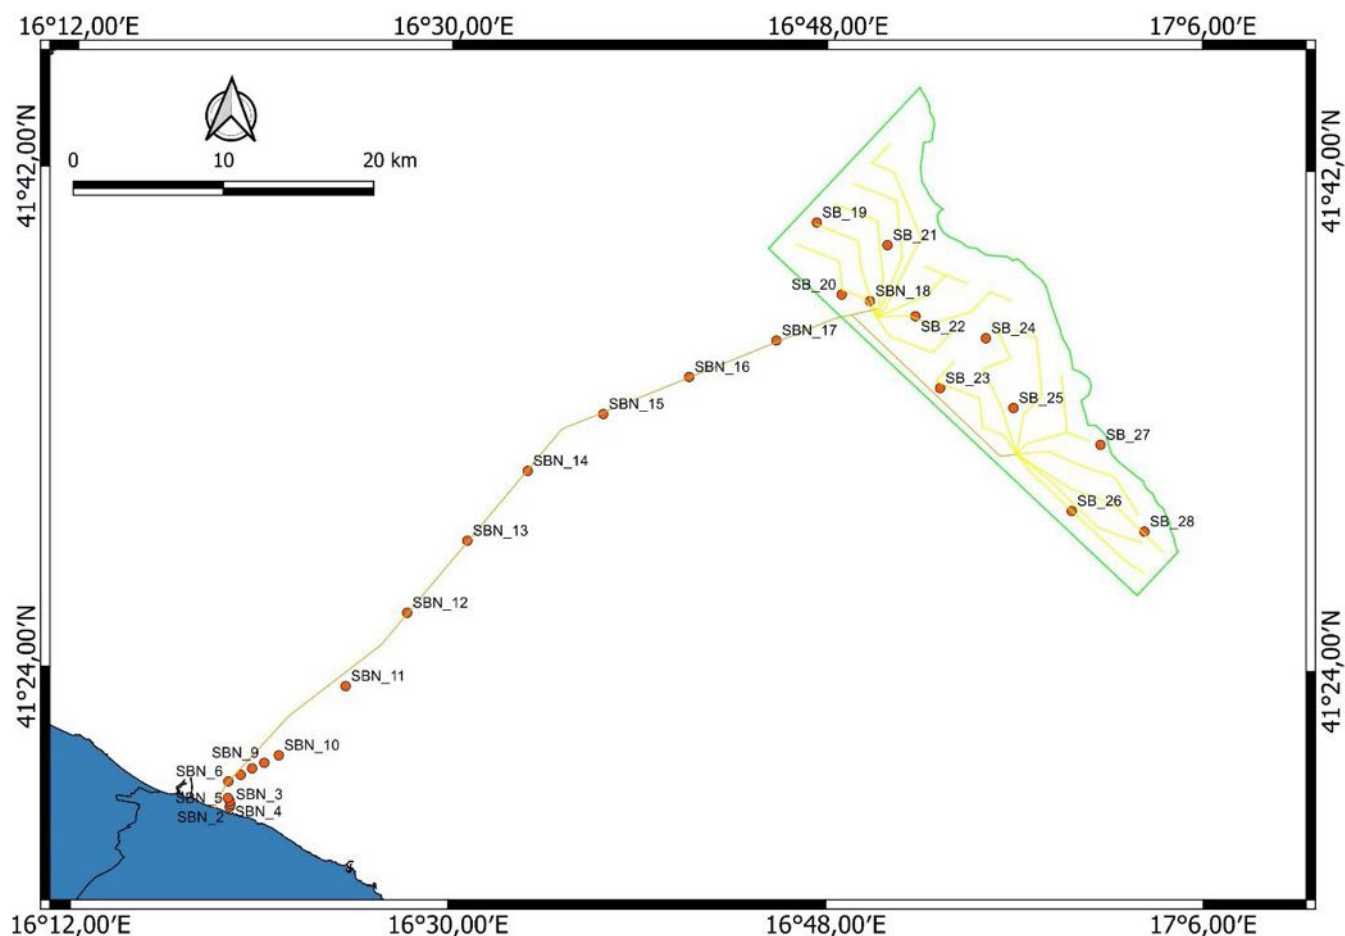 16°12,00′E 16°30,00′E 16°48,00′E 17°6,00′E
41°42,00′N
41°42,00′N
0 10 20 km
SB_19
SB_21
SB_20
SBN_18
SB_22
SB_24
SBN_17
SBN_16
SB_23
SB_25
SBN_15
SB_27
SBN_14
SB_26
SB_28
SBN_13
SBN_12
41°24,00′N
41°24,00′N
SBN_11
SBN_9
SBN_10
SBN_6
SBN_5
SBN_3
SBN_2
SBN_4
16°12,00′E 16°30,00′E 16°48,00′E 17°6,00′E